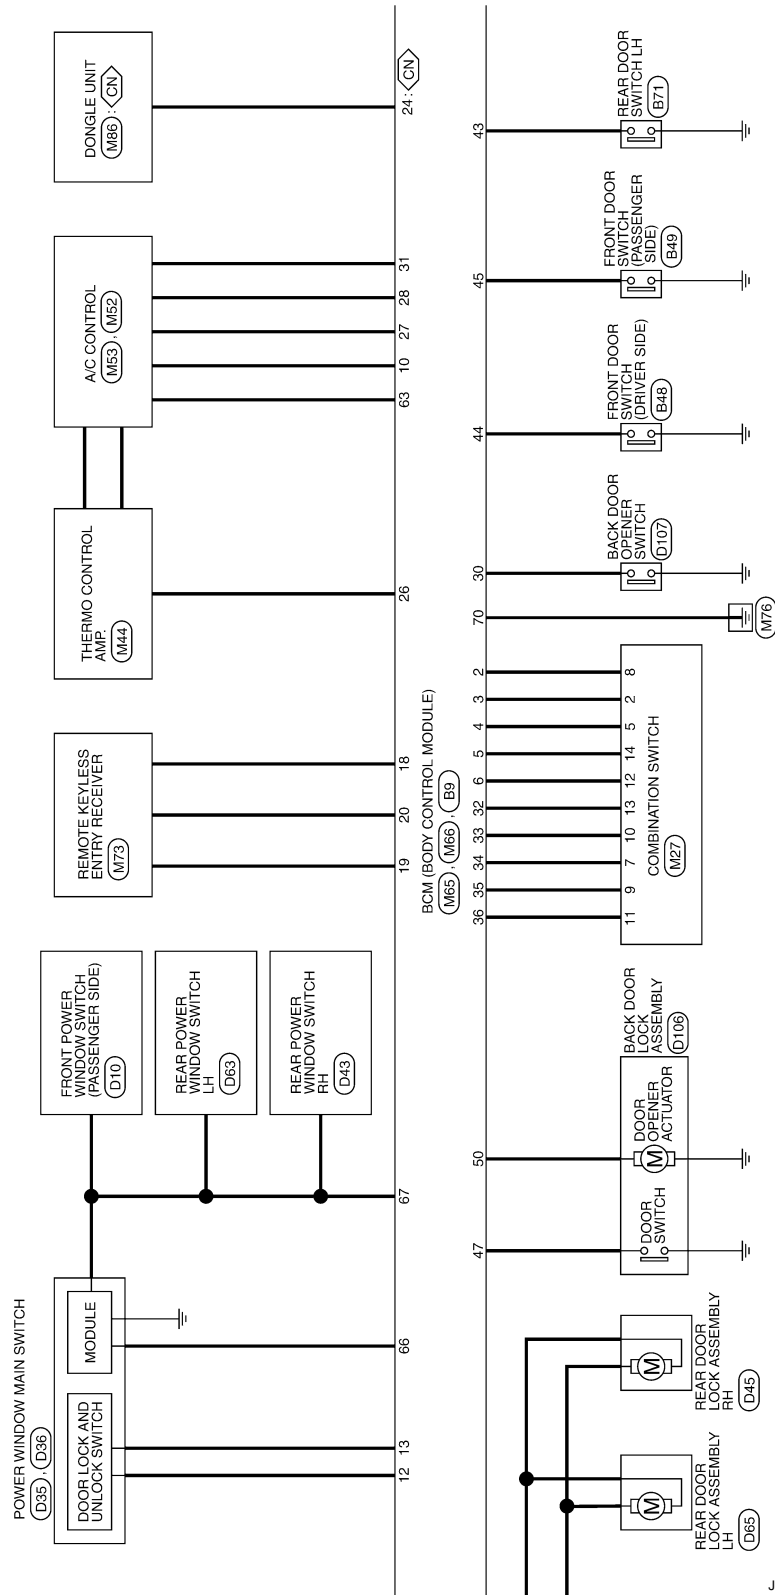 POWER WINDOW MAIN SWITCH
D35 , D36
DOOR LOCK AND
UNLOCK SWITCH
MODULE
12
13
66
67
FRONT POWER
WINDOW SWITCH
(PASSENGER SIDE)
D10
REAR POWER
WINDOW SWITCH
LH
D63
REAR POWER
WINDOW SWITCH
RH
D43
REMOTE KEYLESS
ENTRY RECEIVER
M73
19
20
18
THERMO CONTROL
AMP.
M44
26
A/C CONTROL
M53 , M52
63
10
27
28
31
DONGLE UNIT
M86 : CN
24: CN
BCM (BODY CONTROL MODULE)
M65 , M66 , B9
47
50
36
35
34
33
32
6
5
4
3
2
70
30
44
45
43
REAR DOOR
LOCK ASSEMBLY
LH
D65
M
REAR DOOR
LOCK ASSEMBLY
RH
D45
M
DOOR
SWITCH
M
DOOR
OPENER
ACTUATOR
BACK DOOR
LOCK
ASSEMBLY
D106
11
9
7
10
13
12
14
5
2
8
COMBINATION SWITCH
M27
M76
BACK DOOR
OPENER
SWITCH
D107
FRONT DOOR
SWITCH
(DRIVER SIDE)
B48
FRONT DOOR
SWITCH
(PASSENGER
SIDE)
B49
REAR DOOR
SWITCH LH
B71